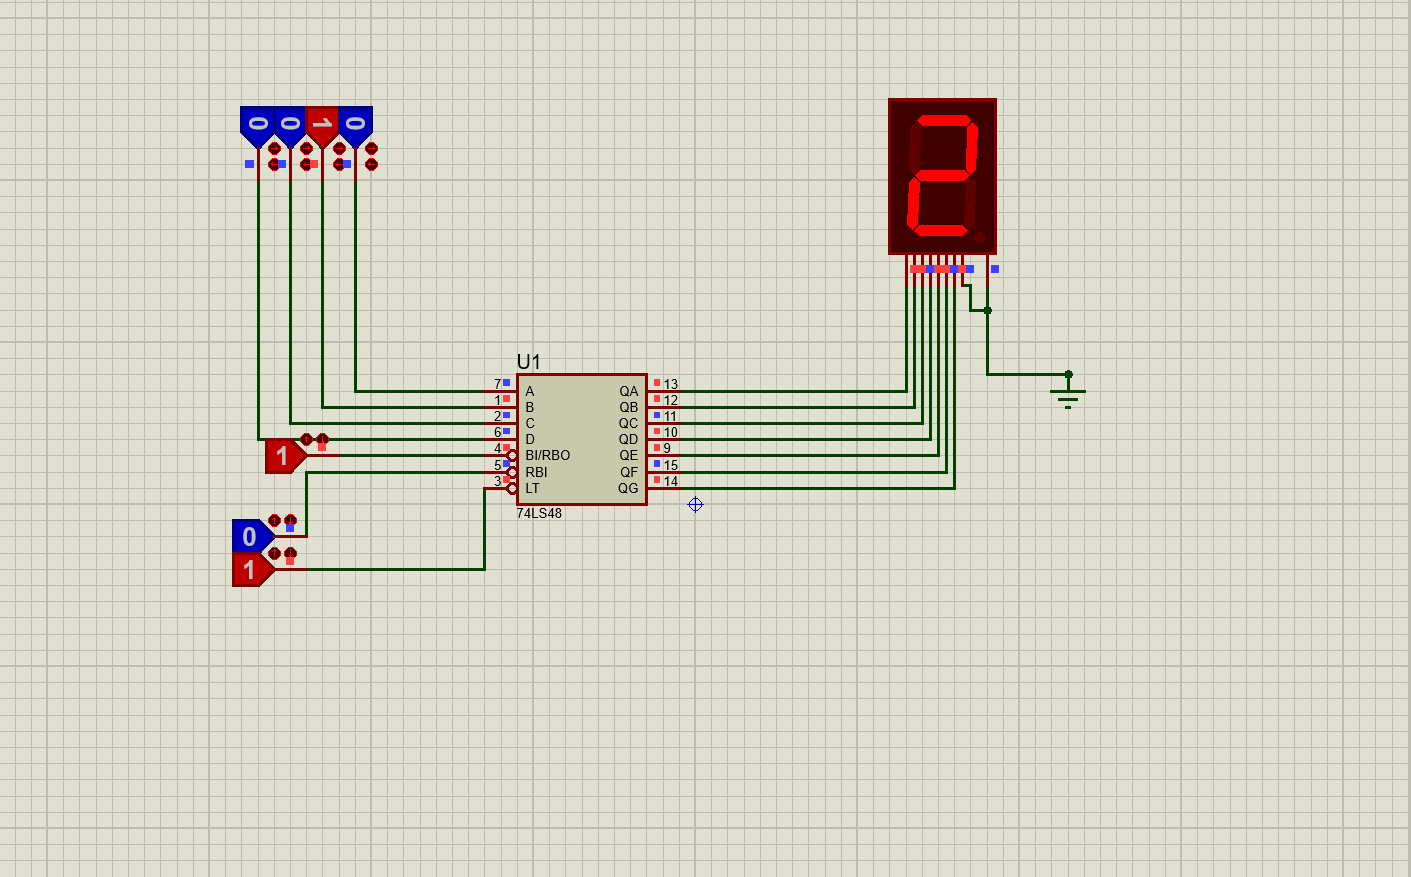 0 0 1 0
U1
7 A QA 13
1 B QB 12
2 C QC 11
6 D QD 10
1 4 BI/RBO QE 9
5 RBI QF 15
3 LT QG 14
74LS48
0
1